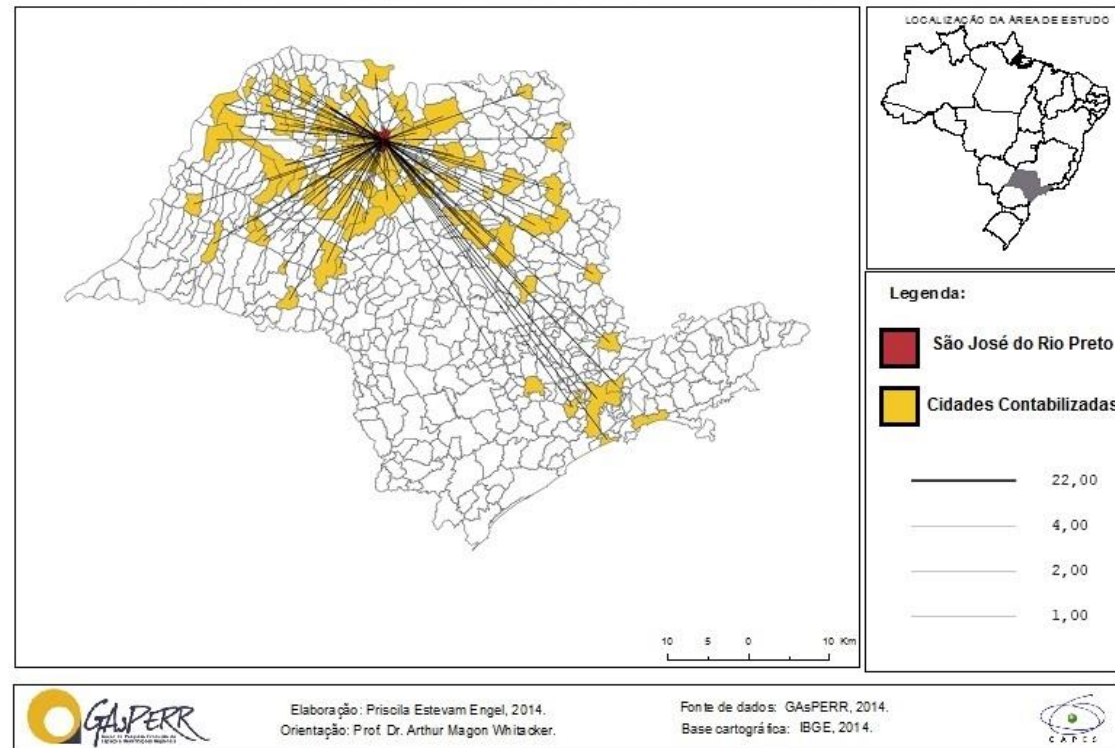 LOCALIZAÇÃO DA ÁREA DE ESTUDO
Legenda:
São José do Rio Preto
Cidades Contabilizadas
22,00
4,00
2,00
1,00
10 5 0 10 Km
GAsPERR
Elaboração: Priscila Estevam Engel, 2014.
Orientação: Prof. Dr. Arthur Magon Whitacker.
Fonte de dados: GAsPERR, 2014.
Base cartográfica: IBGE, 2014.
CAPES